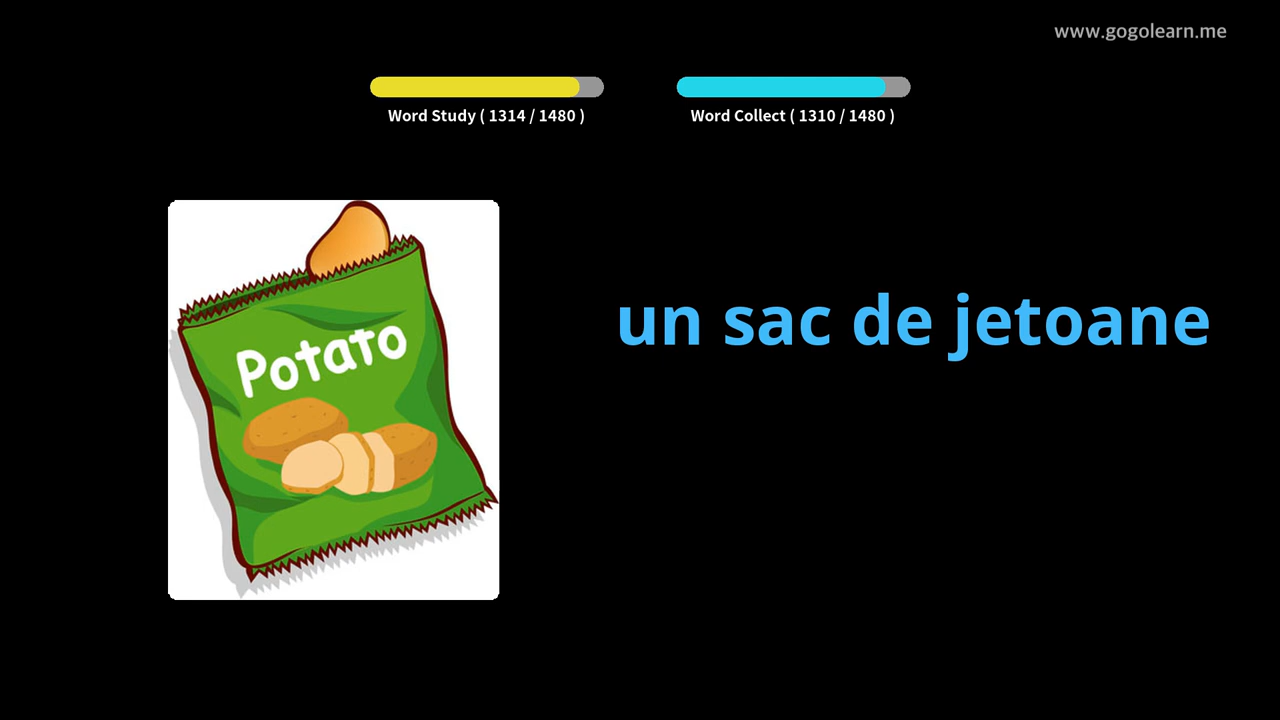 www.gogolearn.me
Word Study ( 1314 / 1480 )
Word Collect ( 1310 / 1480 )
Potato
un sac de jetoane